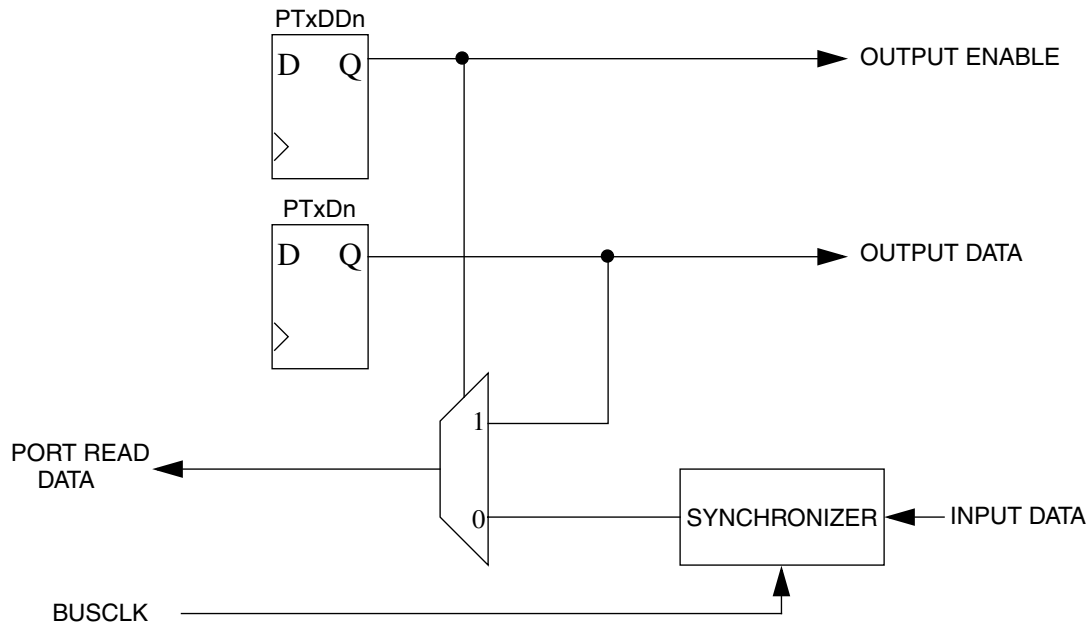 PTxDDn
D Q
OUTPUT ENABLE
PTxDn
D Q
OUTPUT DATA
1
PORT READ
DATA
0
SYNCHRONIZER
INPUT DATA
BUSCLK